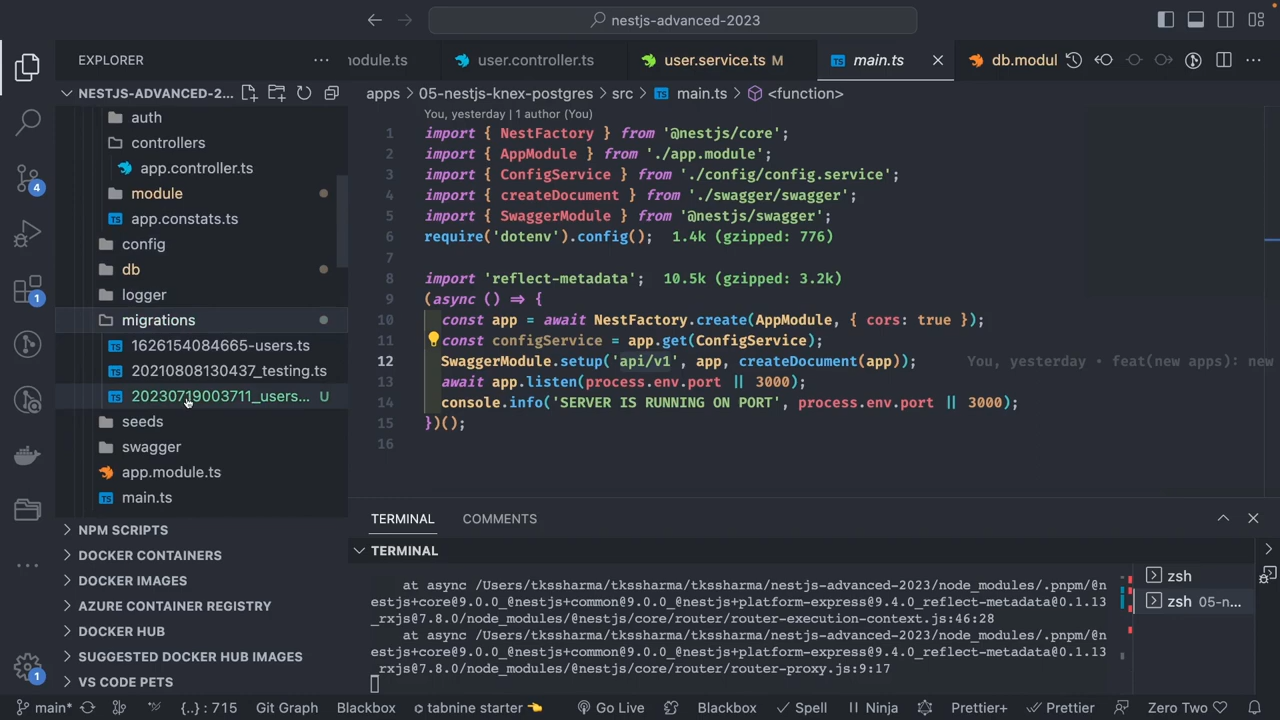 nestjs-advanced-2023
EXPLORER
odule.ts
user.controller.ts
user.service.ts M
main.ts
db.modul
NESTJS-ADVANCED-2...
apps > 05-nestjs-knex-postgres > src > main.ts > <function>
auth
controllers
app.controller.ts
module
app.constats.ts
config
db
logger
migrations
1626154084665-users.ts
20210808130437_testing.ts
20230719003711_users... U
seeds
swagger
app.module.ts
main.ts
NPM SCRIPTS
DOCKER CONTAINERS
DOCKER IMAGES
AZURE CONTAINER REGISTRY
DOCKER HUB
SUGGESTED DOCKER HUB IMAGES
VS CODE PETS
4
1
1
You, yesterday | 1 author (You)
1 import { NestFactory } from '@nestjs/core';
2 import { AppModule } from './app.module';
3 import { ConfigService } from './config/config.service';
4 import { createDocument } from './swagger/swagger';
5 import { SwaggerModule } from '@nestjs/swagger';
6 require('dotenv').config(); 1.4k (gzipped: 776)
7
8 import 'reflect-metadata'; 10.5k (gzipped: 3.2k)
9 (async () => {
10 const app = await NestFactory.create(AppModule, { cors: true });
11 const configService = app.get(ConfigService);
12 SwaggerModule.setup('api/v1', app, createDocument(app)); You, yesterday • feat(new apps): new
13 await app.listen(process.env.port || 3000);
14 console.info('SERVER IS RUNNING ON PORT', process.env.port || 3000);
15 })();
16
TERMINAL
COMMENTS
TERMINAL
at async /Users/tkssharma/tkssharma/nestjs-advanced-2023/node_modules/.pnpm/@n
estjs+core@9.0.0_@nestjs+common@9.0.0_@nestjs+platform-express@9.4.0_reflect-metadata@0.1.13
_rxjs@7.8.0/node_modules/@nestjs/core/router/router-execution-context.js:46:28
at async /Users/tkssharma/tkssharma/nestjs-advanced-2023/node_modules/.pnpm/@n
estjs+core@9.0.0_@nestjs+common@9.0.0_@nestjs+platform-express@9.4.0_reflect-metadata@0.1.13
_rxjs@7.8.0/node_modules/@nestjs/core/router/router-proxy.js:9:17
zsh
zsh 05-n...
main* {..} : 715 Git Graph Blackbox tabnine starter Go Live Blackbox Spell Ninja Prettier+ Prettier Zero Two